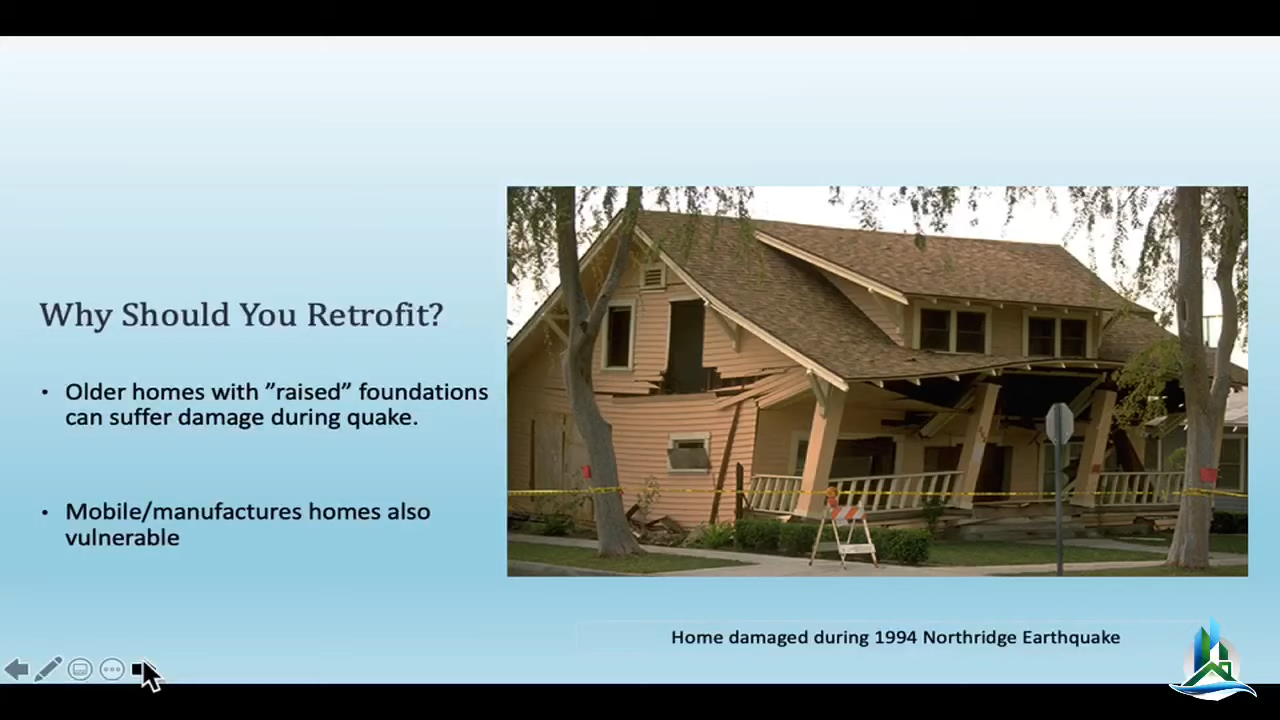 Why Should You Retrofit?
• Older homes with ”raised” foundations
can suffer damage during quake.
• Mobile/manufactures homes also
vulnerable
Home damaged during 1994 Northridge Earthquake